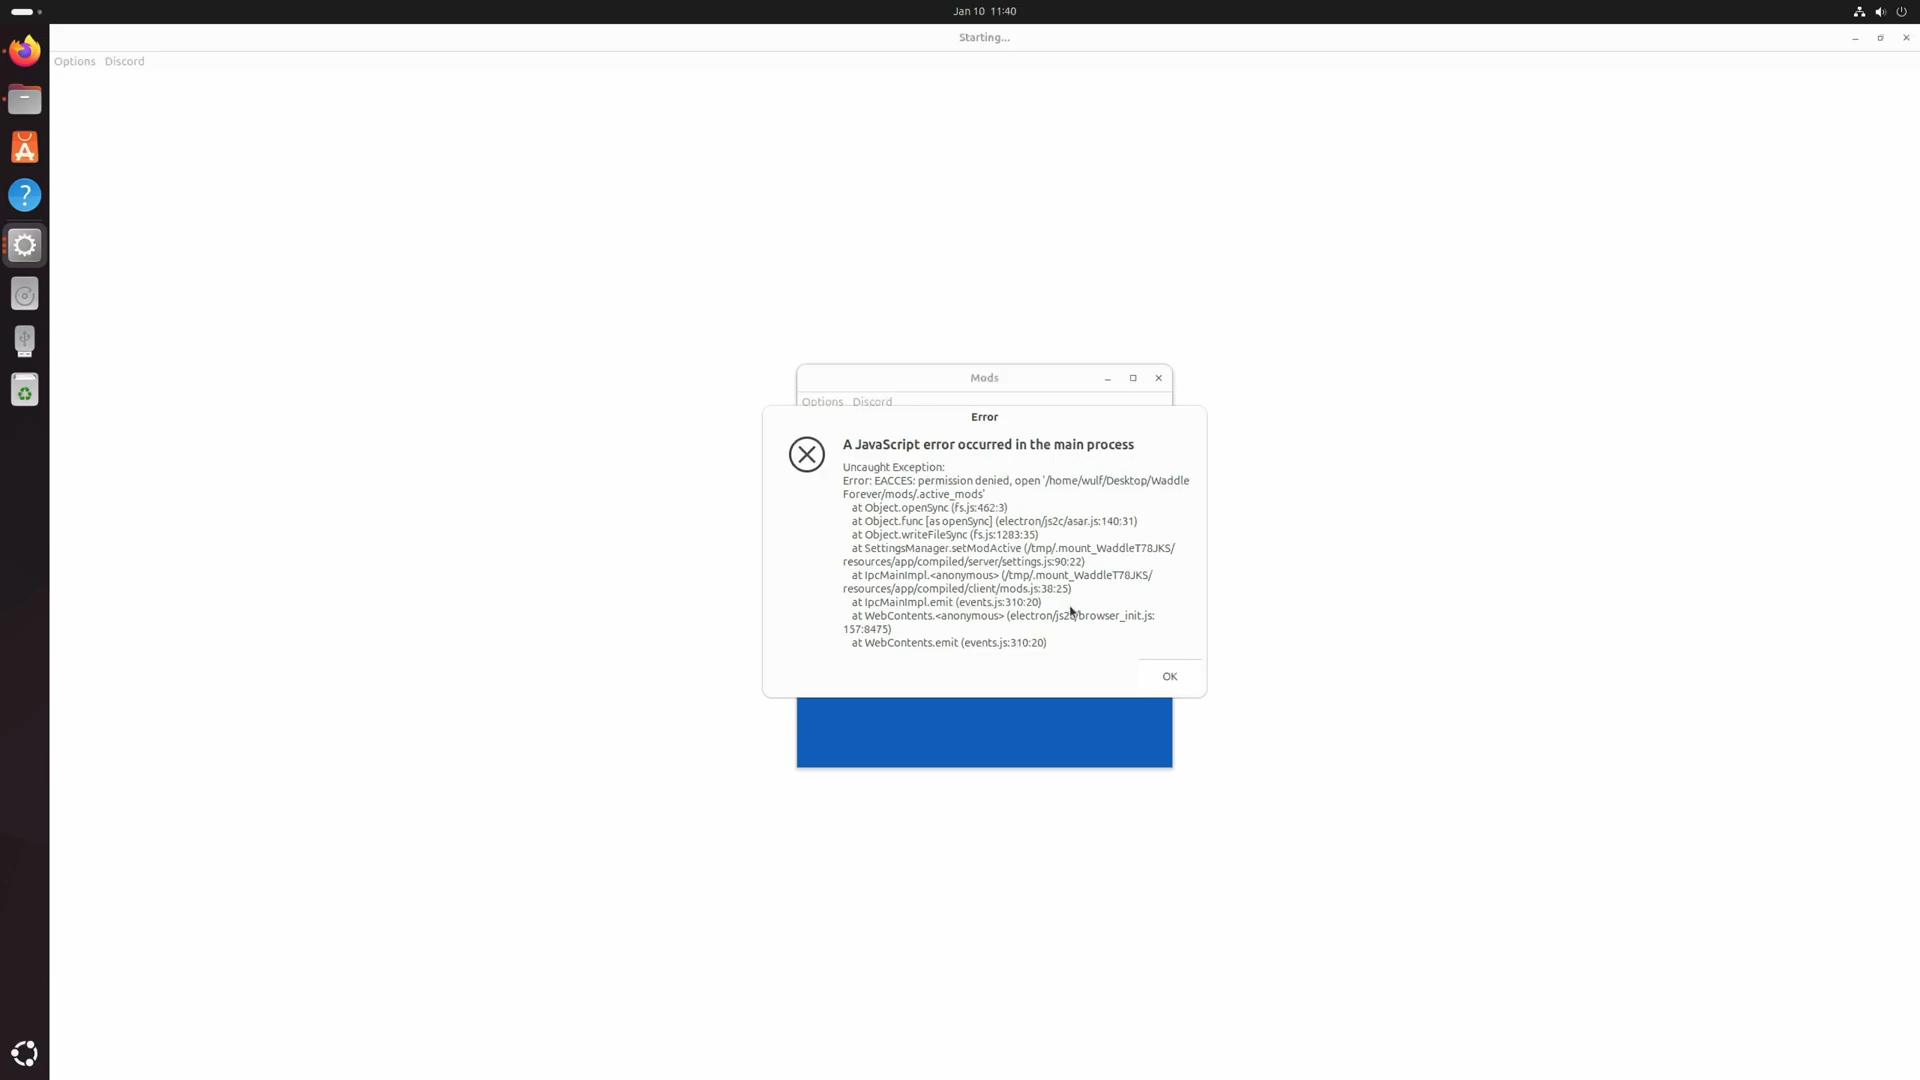 Jan 10 11:40
Starting...
Options Discord
Mods
Options Discord
Error
A JavaScript error occurred in the main process
Uncaught Exception:
Error: EACCES: permission denied, open '/home/wulf/Desktop/Waddle
Forever/mods/.active_mods'
at Object.openSync (fs.js:462:3)
at Object.func [as openSync] (electron/js2c/asar.js:140:31)
at Object.writeFileSync (fs.js:1283:35)
at SettingsManager.setModActive (/tmp/.mount_WaddleT78JKS/
resources/app/compiled/server/settings.js:90:22)
at IpcMainImpl.<anonymous> (/tmp/.mount_WaddleT78JKS/
resources/app/compiled/client/mods.js:38:25)
at IpcMainImpl.emit (events.js:310:20)
at WebContents.<anonymous> (electron/js2c/browser_init.js:
157:8475)
at WebContents.emit (events.js:310:20)
OK